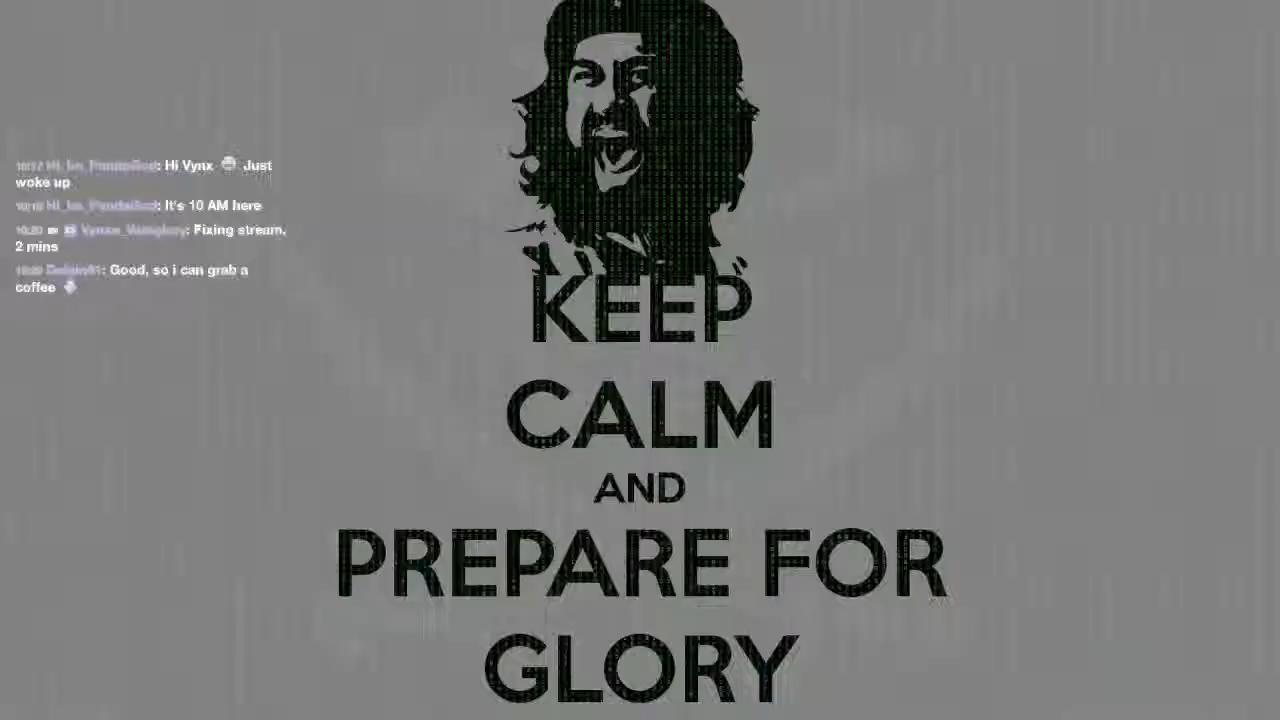 : Hi Vynx Just
woke up
: It's 10 AM here
: Fixing stream,
2 mins
: Good, so i can grab a
coffee
KEEP
CALM
AND
PREPARE FOR
GLORY